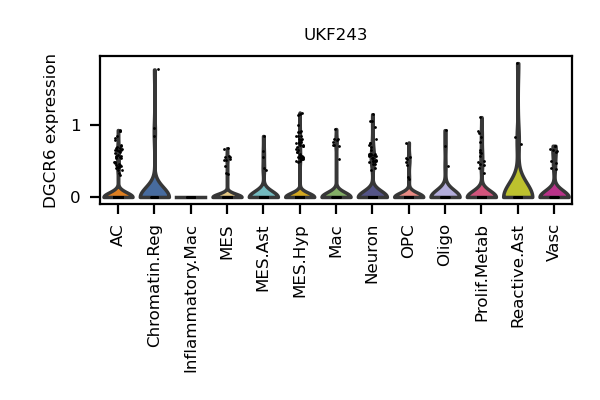 UKF243
DGCR6 expression
1
0
AC
Chromatin.Reg
Inflammatory.Mac
MES
MES.Ast
MES.Hyp
Mac
Neuron
OPC
Oligo
Prolif.Metab
Reactive.Ast
Vasc